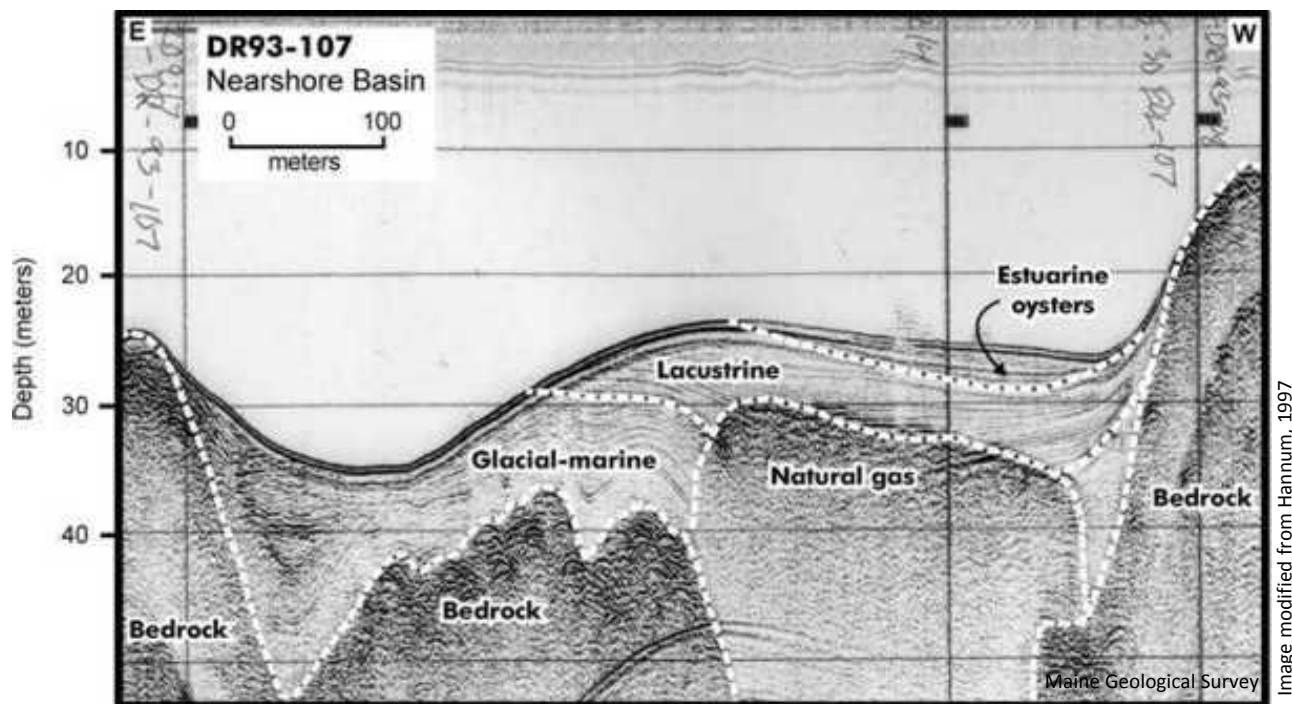 E
DR93-107
Nearshore Basin
0 100
meters
W
10
20
30
40
Depth (meters)
Estuarine
oysters
Lacustrine
Glacial-marine
Natural gas
Bedrock
Bedrock
Bedrock
Maine Geological Survey
Image modified from Hannum, 1997